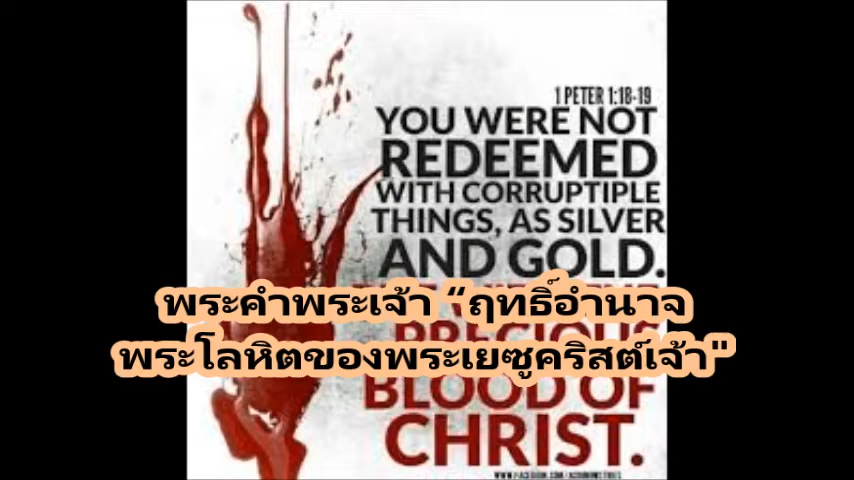 1 PETER 1:18-19
YOU WERE NOT
REDEEMED
WITH CORRUPTIPLE
THINGS, AS SILVER
AND GOLD.
พระคำพระเจ้า “ฤทธิ์อำนาจ
PRECIOUS
พระโลหิตของพระเยซูคริสต์เจ้า"
BLOOD OF
CHRIST.